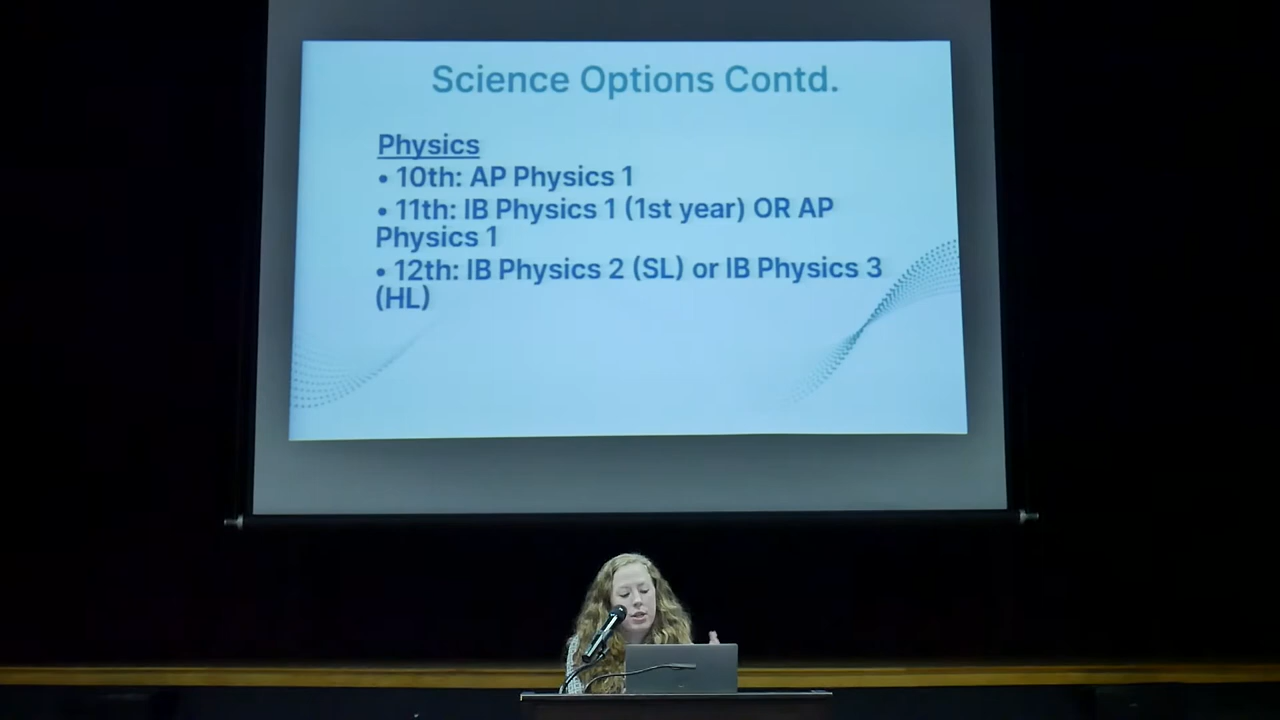 Science Options Contd.
Physics
• 10th: AP Physics 1
• 11th: IB Physics 1 (1st year) OR AP
Physics 1
• 12th: IB Physics 2 (SL) or IB Physics 3
(HL)